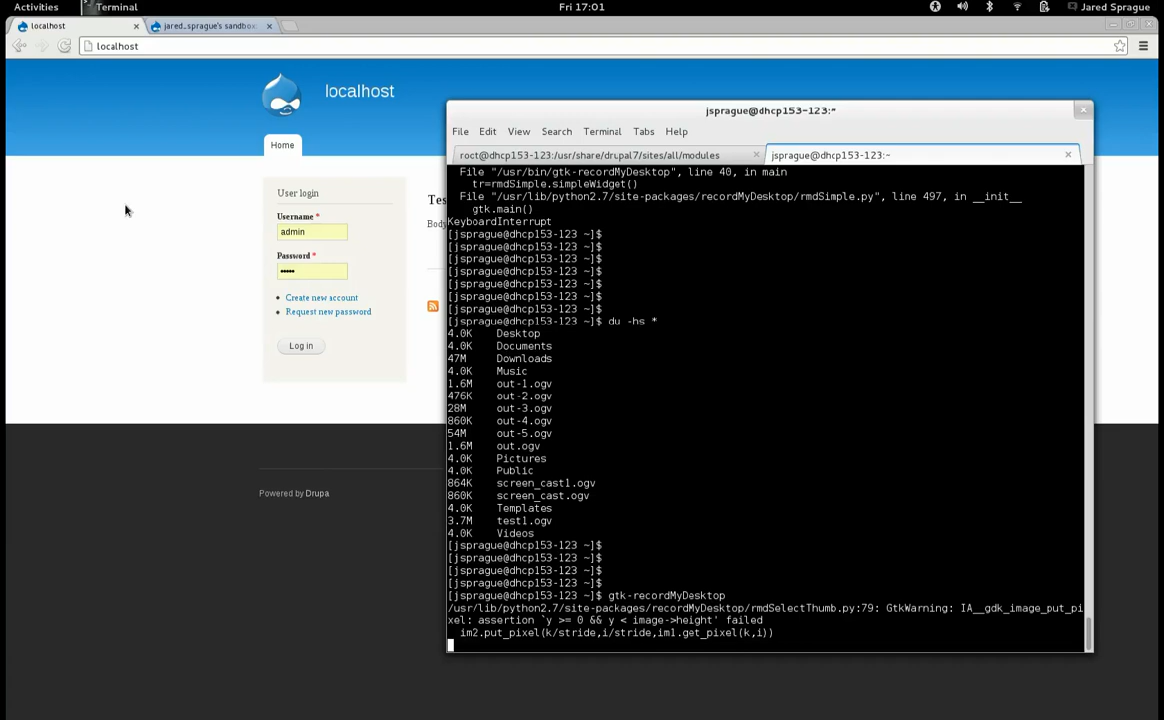 Activities Terminal Fri 17:01 Jared Sprague
localhost jared_sprague's sandbox
localhost
localhost
Home
User login
Username *
admin
Password *
•••••
Create new account
Request new password
Log in
Tes
Body
Powered by Drupa
jsprague@dhcp153-123:~
File Edit View Search Terminal Tabs Help
root@dhcp153-123:/usr/share/drupal7/sites/all/modules jsprague@dhcp153-123:~
File "/usr/bin/gtk-recordMyDesktop", line 40, in main
tr=rmdSimple.simpleWidget()
File "/usr/lib/python2.7/site-packages/recordMyDesktop/rmdSimple.py", line 497, in __init__
gtk.main()
KeyboardInterrupt
[jsprague@dhcp153-123 ~]$
[jsprague@dhcp153-123 ~]$
[jsprague@dhcp153-123 ~]$
[jsprague@dhcp153-123 ~]$
[jsprague@dhcp153-123 ~]$
[jsprague@dhcp153-123 ~]$
[jsprague@dhcp153-123 ~]$
[jsprague@dhcp153-123 ~]$ du -hs *
4.0K Desktop
4.0K Documents
47M Downloads
4.0K Music
1.6M out-1.ogv
476K out-2.ogv
28M out-3.ogv
860K out-4.ogv
54M out-5.ogv
1.6M out.ogv
4.0K Pictures
4.0K Public
864K screen_cast1.ogv
860K screen_cast.ogv
4.0K Templates
3.7M test1.ogv
4.0K Videos
[jsprague@dhcp153-123 ~]$
[jsprague@dhcp153-123 ~]$
[jsprague@dhcp153-123 ~]$
[jsprague@dhcp153-123 ~]$
[jsprague@dhcp153-123 ~]$ gtk-recordMyDesktop
/usr/lib/python2.7/site-packages/recordMyDesktop/rmdSelectThumb.py:79: GtkWarning: IA__gdk_image_put_pi
xel: assertion `y >= 0 && y < image->height' failed
im2.put_pixel(k/stride,i/stride,im1.get_pixel(k,i))